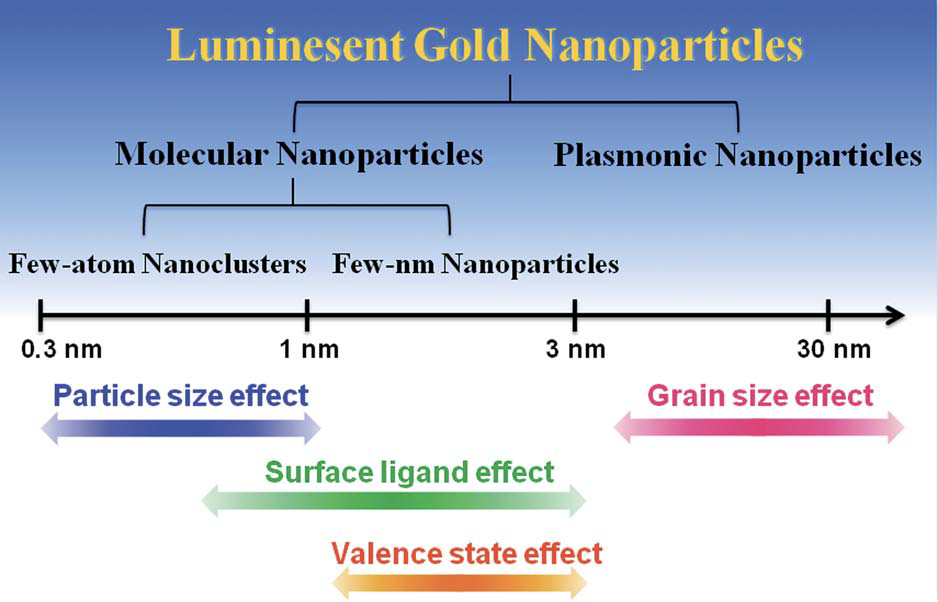 Luminesent Gold Nanoparticles
Molecular Nanoparticles Plasmonic Nanoparticles
Few-atom Nanoclusters Few-nm Nanoparticles
0.3 nm 1 nm 3 nm 30 nm
Particle size effect Grain size effect
Surface ligand effect
Valence state effect